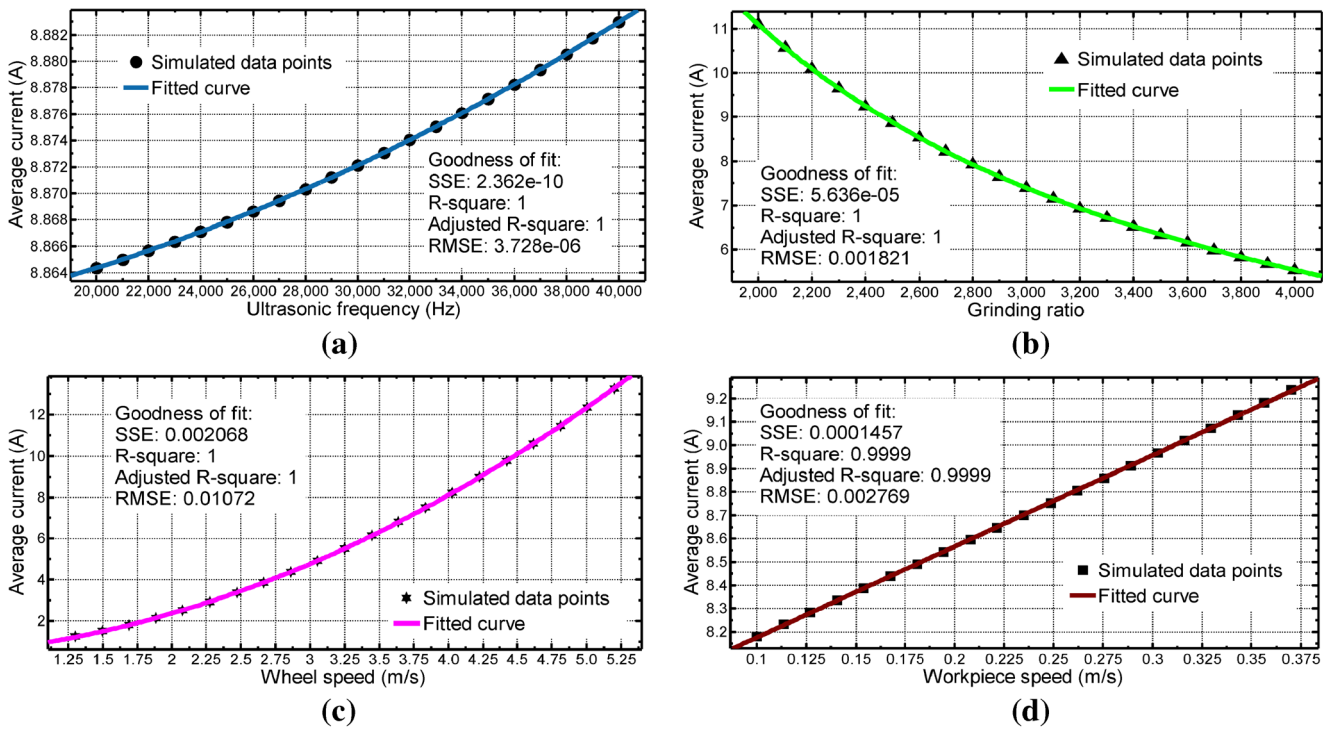 8.882
8.880
8.878
8.876
8.874
8.872
8.870
8.868
8.866
8.864
Average current (A)
Simulated data points
Fitted curve
Goodness of fit:
SSE: 2.362e-10
R-square: 1
Adjusted R-square: 1
RMSE: 3.728e-06
20,000 22,000 24,000 26,000 28,000 30,000 32,000 34,000 36,000 38,000 40,000
Ultrasonic frequency (Hz)
(a)
11
10
9
8
7
6
Average current (A)
Simulated data points
Fitted curve
Goodness of fit:
SSE: 5.636e-05
R-square: 1
Adjusted R-square: 1
RMSE: 0.001821
2,000 2,200 2,400 2,600 2,800 3,000 3,200 3,400 3,600 3,800 4,000
Grinding ratio
(b)
12
10
8
6
4
2
Average current (A)
Goodness of fit:
SSE: 0.002068
R-square: 1
Adjusted R-square: 1
RMSE: 0.01072
Simulated data points
Fitted curve
1.25 1.5 1.75 2 2.25 2.5 2.75 3 3.25 3.5 3.75 4.0 4.25 4.5 4.75 5.0 5.25
Wheel speed (m/s)
(c)
9.2
9.1
9.0
8.9
8.8
8.7
8.6
8.5
8.4
8.3
8.2
Average current (A)
Goodness of fit:
SSE: 0.0001457
R-square: 0.9999
Adjusted R-square: 0.9999
RMSE: 0.002769
Simulated data points
Fitted curve
0.1 0.125 0.15 0.175 0.2 0.225 0.25 0.275 0.3 0.325 0.35 0.375
Workpiece speed (m/s)
(d)